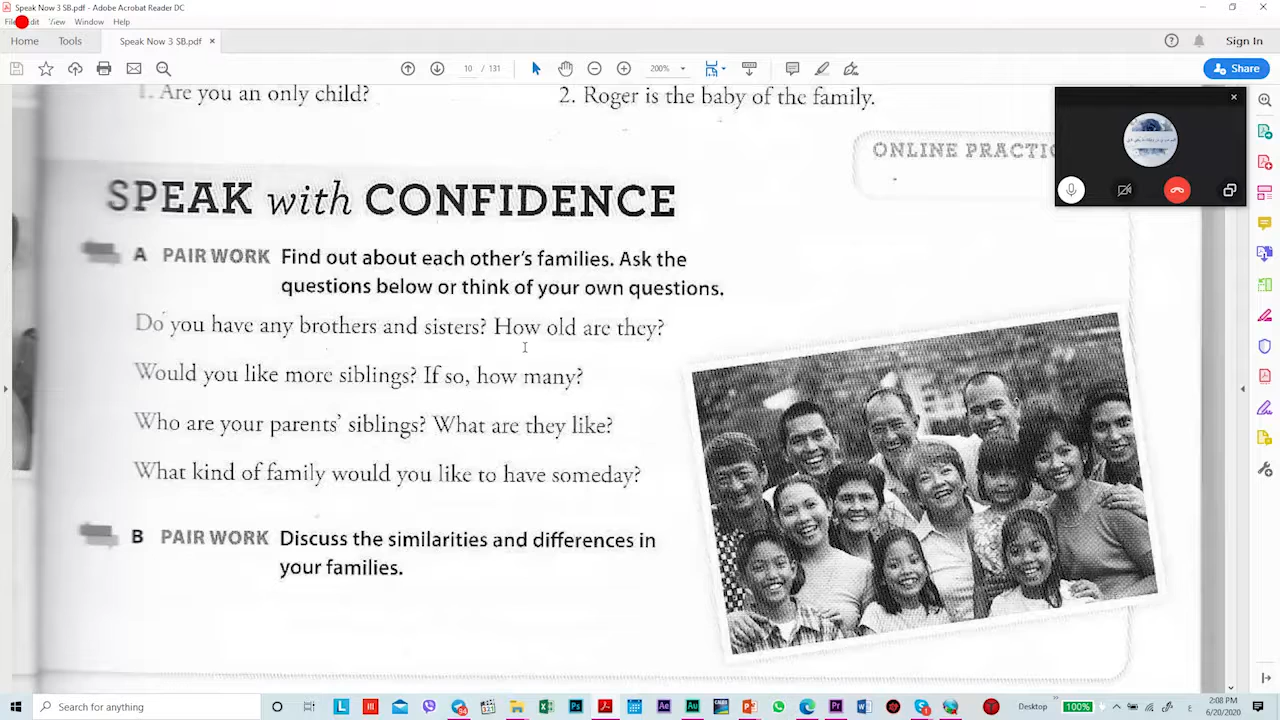 Speak Now 3 SB.pdf - Adobe Acrobat Reader DC
File Edit View Window Help
Home Tools Speak Now 3 SB.pdf × Sign In
10 / 131 200% Share
1. Are you an only child? 2. Roger is the baby of the family.
ONLINE PRACTIC
SPEAK with CONFIDENCE
A PAIR WORK Find out about each other's families. Ask the
questions below or think of your own questions.
Do you have any brothers and sisters? How old are they?
Would you like more siblings? If so, how many?
Who are your parents' siblings? What are they like?
What kind of family would you like to have someday?
B PAIR WORK Discuss the similarities and differences in
your families.
Search for anything
Desktop 100% 2:08 PM
6/20/2020